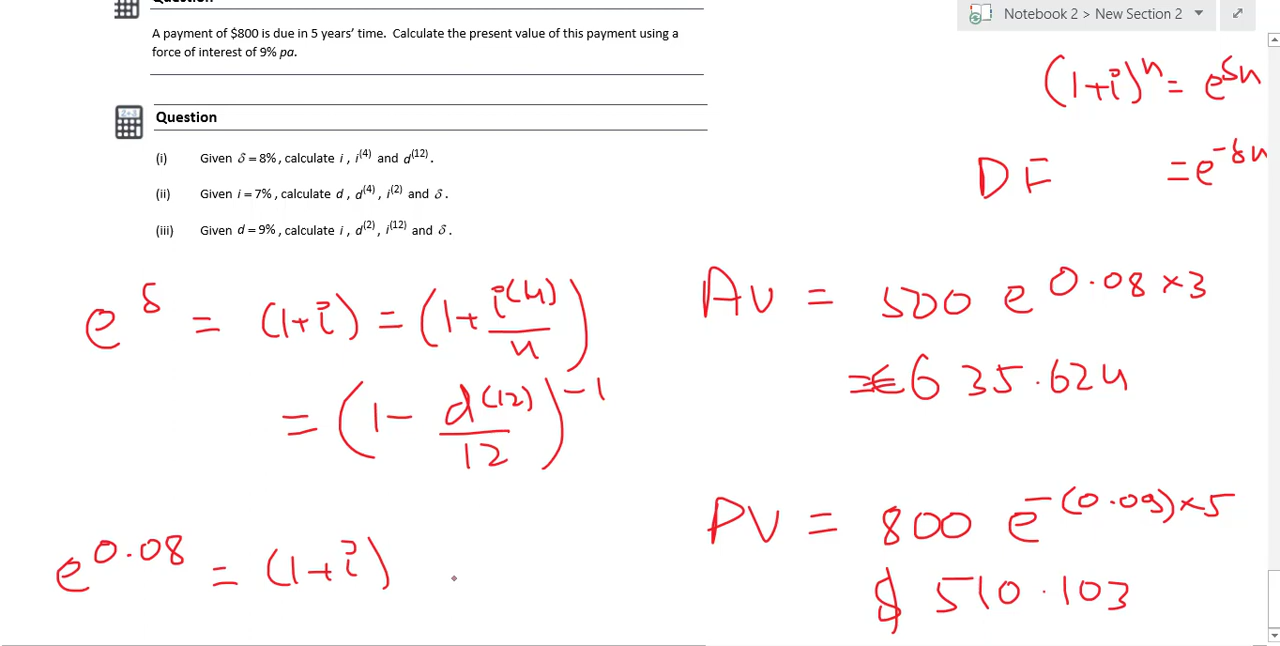 Question
Notebook 2 > New Section 2
A payment of $800 is due in 5 years' time. Calculate the present value of this payment using a
force of interest of 9% pa.
Question
(i) Given δ = 8%, calculate i, i^(4) and d^(12).
(ii) Given i = 7%, calculate d, d^(4), i^(2) and δ.
(iii) Given d = 9%, calculate i, d^(2), i^(12) and δ.
e^δ = (1+i) = (1+ i^(4)/4)
= (1− d^(12)/12)^−1
e^0.08 = (1+i)
(1+i)^n = e^δn
DF = e^−δn
AV = 500 e^0.08×3
= 635.624
PV = 800 e^−(0.09)×5
$ 510.103